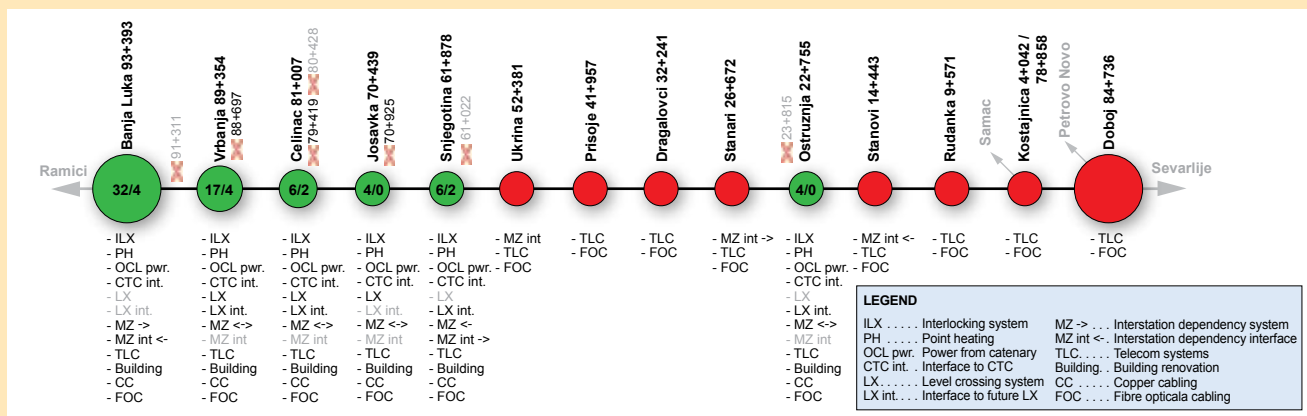 Banja Luka 93+393
91+311
Vrbanja 89+354
88+697
Celinac 81+007
79+419
80+428
Josavka 70+439
70+925
Snjegotina 61+878
61+022
Ukrina 52+381
Prisoje 41+957
Dragalovci 32+241
Stanari 26+672
23+815
Ostruznja 22+755
Stanovi 14+443
Rudanka 9+571
Samac
Kostajnica 4+042 /
78+858
Petrovo Novo
Doboj 84+736
Ramici
Sevarlije
32/4
17/4
6/2
4/0
6/2
4/0
- ILX
- PH
- OCL pwr.
- CTC int.
- LX
- LX int.
- MZ ->
- MZ int <-
- TLC
- Building
- CC
- FOC
- ILX
- PH
- OCL pwr.
- CTC int.
- LX
- LX int.
- MZ <->
- MZ int
- TLC
- Building
- CC
- FOC
- ILX
- PH
- OCL pwr.
- CTC int.
- LX
- LX int.
- MZ <->
- MZ int
- TLC
- Building
- CC
- FOC
- ILX
- PH
- OCL pwr.
- CTC int.
- LX
- LX int.
- MZ <->
- MZ int
- TLC
- Building
- CC
- FOC
- ILX
- PH
- OCL pwr.
- CTC int.
- LX
- LX int.
- MZ <-
- MZ int ->
- TLC
- Building
- CC
- FOC
- MZ int
- TLC
- FOC
- TLC
- FOC
- TLC
- FOC
- MZ int ->
- TLC
- FOC
- ILX
- PH
- OCL pwr.
- CTC int.
- LX
- LX int.
- MZ <->
- MZ int
- TLC
- Building
- CC
- FOC
- MZ int <-
- TLC
- FOC
- TLC
- FOC
- TLC
- FOC
- TLC
- FOC
LEGEND
ILX . . . . . Interlocking system
PH . . . . . Point heating
OCL pwr. Power from catenary
CTC int. . Interface to CTC
LX . . . . . . Level crossing system
LX int. . . . Interface to future LX
MZ -> . . . Interstation dependency system
MZ int <- . Interstation dependency interface
TLC. . . . . Telecom systems
Building. . Building renovation
CC . . . . . Copper cabling
FOC . . . . Fibre opticala cabling